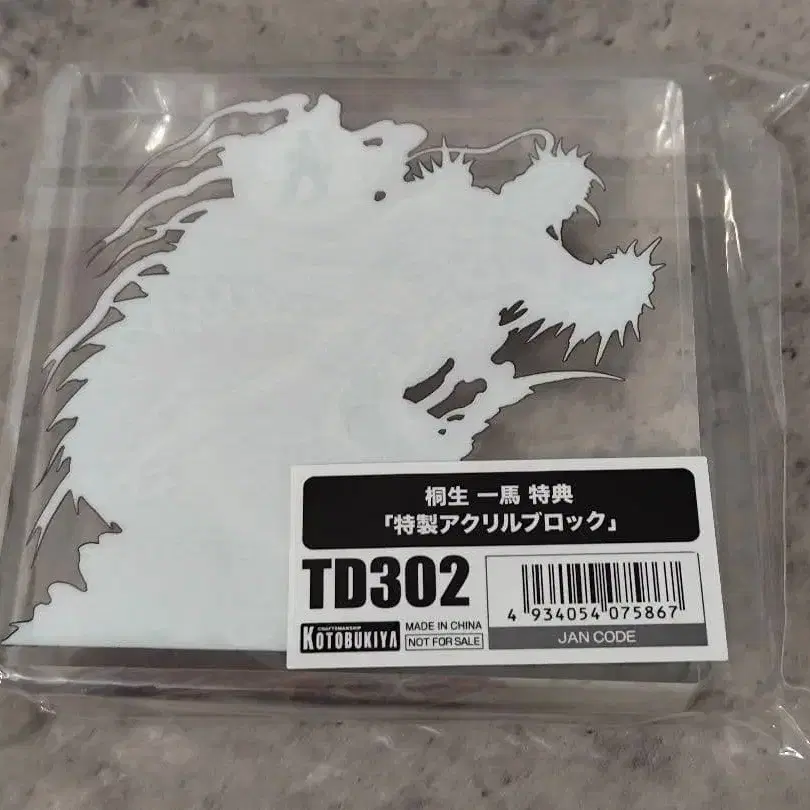 桐生 一馬 特典
「特製アクリルブロック」
TD302
4 934054 075867
JAN CODE
CRAFTSMANSHIP
KOTOBUKIYA
MADE IN CHINA
NOT FOR SALE